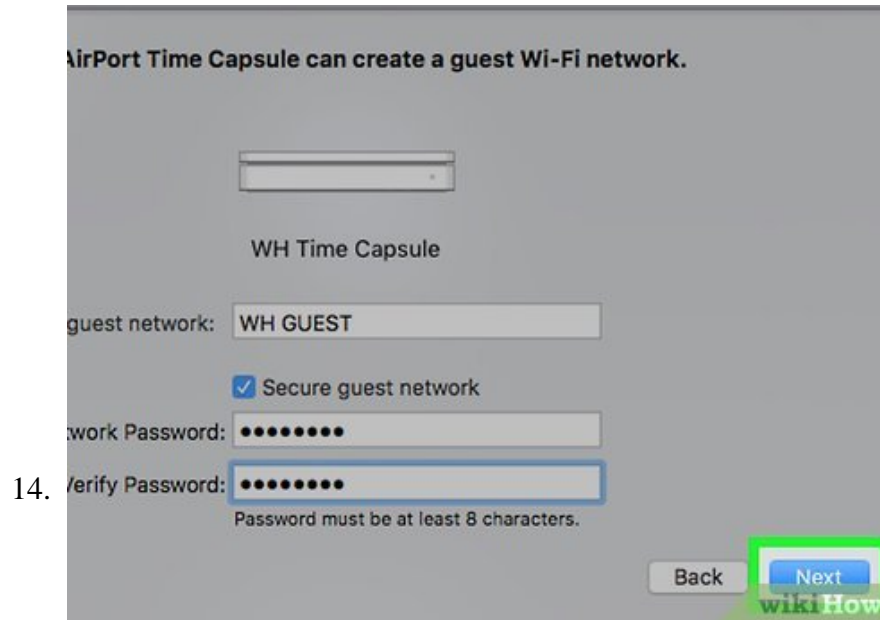 AirPort Time Capsule can create a guest Wi-Fi network.
WH Time Capsule
guest network: WH GUEST
Secure guest network
Password: ••••••••
14. Verify Password: ••••••••
Password must be at least 8 characters.
Back Next
wikiHow